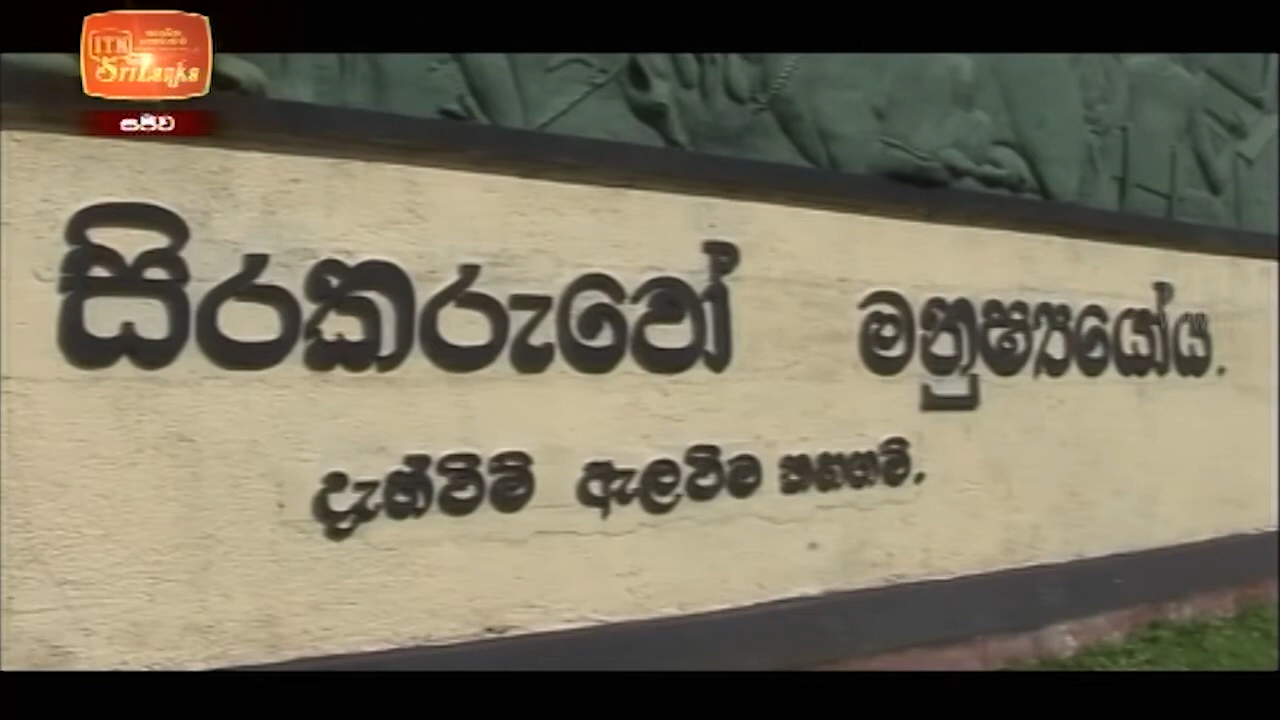 ITN
Sri Lanka
සජීව
සිරකරුවෝ මනුෂ්‍යයෝය.
දැන්වීම් ඇලවීම තහනම්.